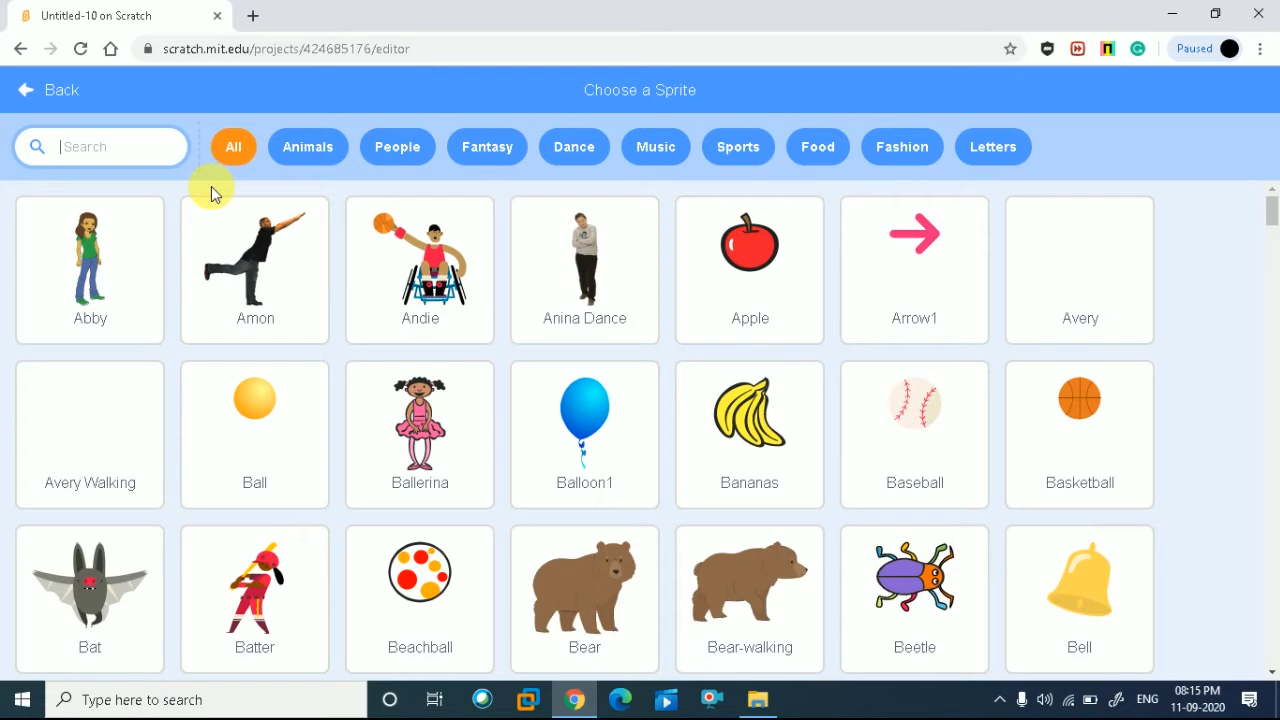 Untitled-10 on Scratch
scratch.mit.edu/projects/424685176/editor
Paused
Back
Choose a Sprite
Search
All
Animals
People
Fantasy
Dance
Music
Sports
Food
Fashion
Letters
Abby
Amon
Andie
Anina Dance
Apple
Arrow1
Avery
Avery Walking
Ball
Ballerina
Balloon1
Bananas
Baseball
Basketball
Bat
Batter
Beachball
Bear
Bear-walking
Beetle
Bell
Type here to search
ENG
08:15 PM
11-09-2020